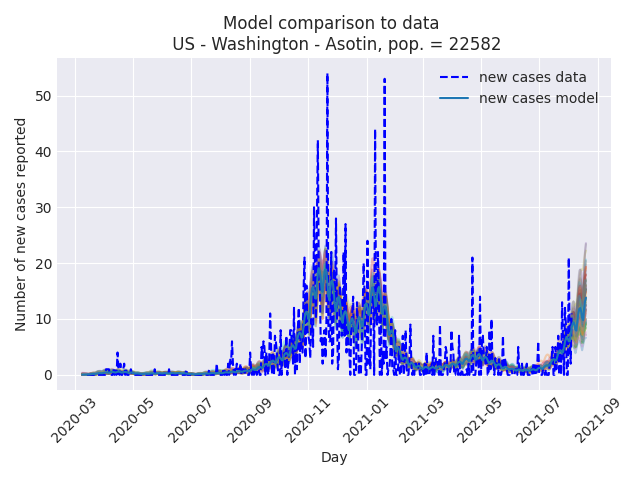 Model comparison to data
US - Washington - Asotin, pop. = 22582
new cases data
new cases model
Number of new cases reported
50
40
30
20
10
0
2020-03
2020-05
2020-07
2020-09
2020-11
2021-01
2021-03
2021-05
2021-07
2021-09
Day